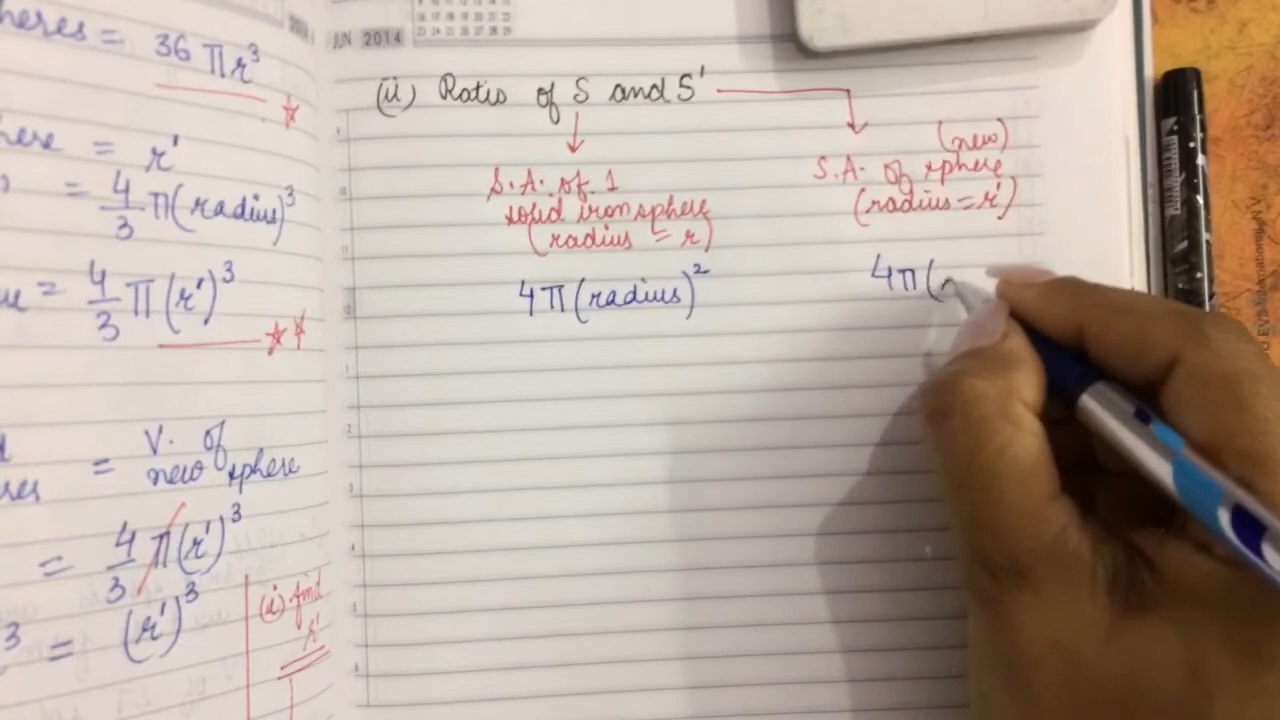 heres = 36 πr³
here = r'
= 4/3 π(radius)³
= 4/3 π(r')³
= V. of
new sphere
= 4/3 π(r')³
3 = (r')³
(i) find
r'
JUN 2014
(ii) Ratio of S and S'
S.A. of 1
solid iron sphere
(radius = r)
(new)
S.A. of sphere
(radius = r')
4π(radius)²
4π(